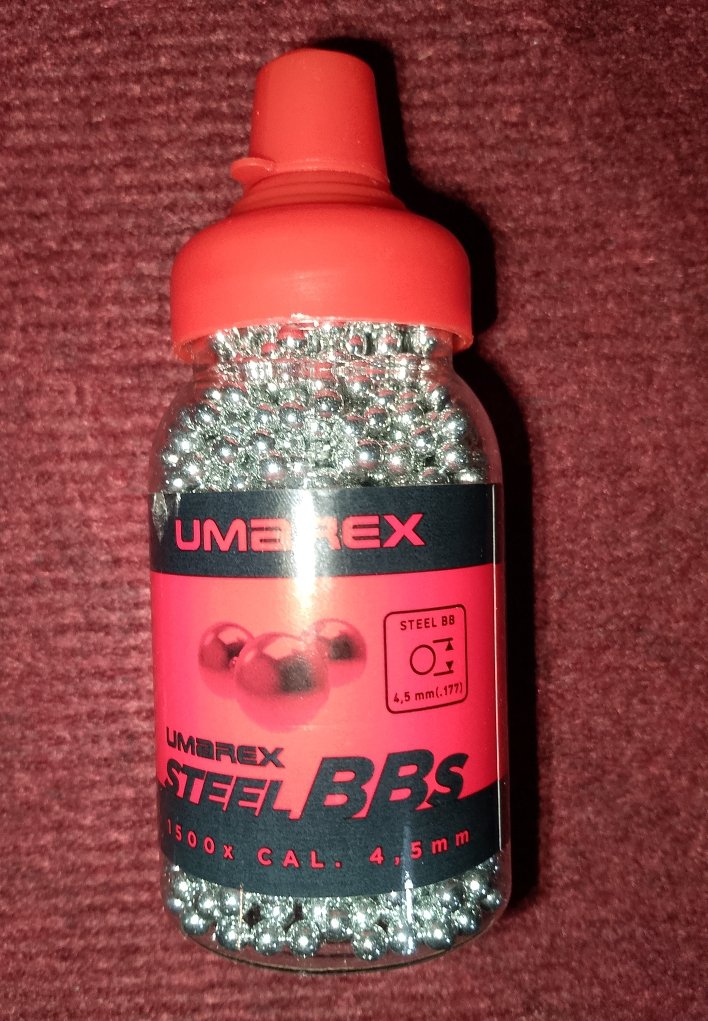 UMAREX
STEEL BB
4,5 mm(.177)
UMAREX
STEEL BBs
1500x CAL. 4,5mm